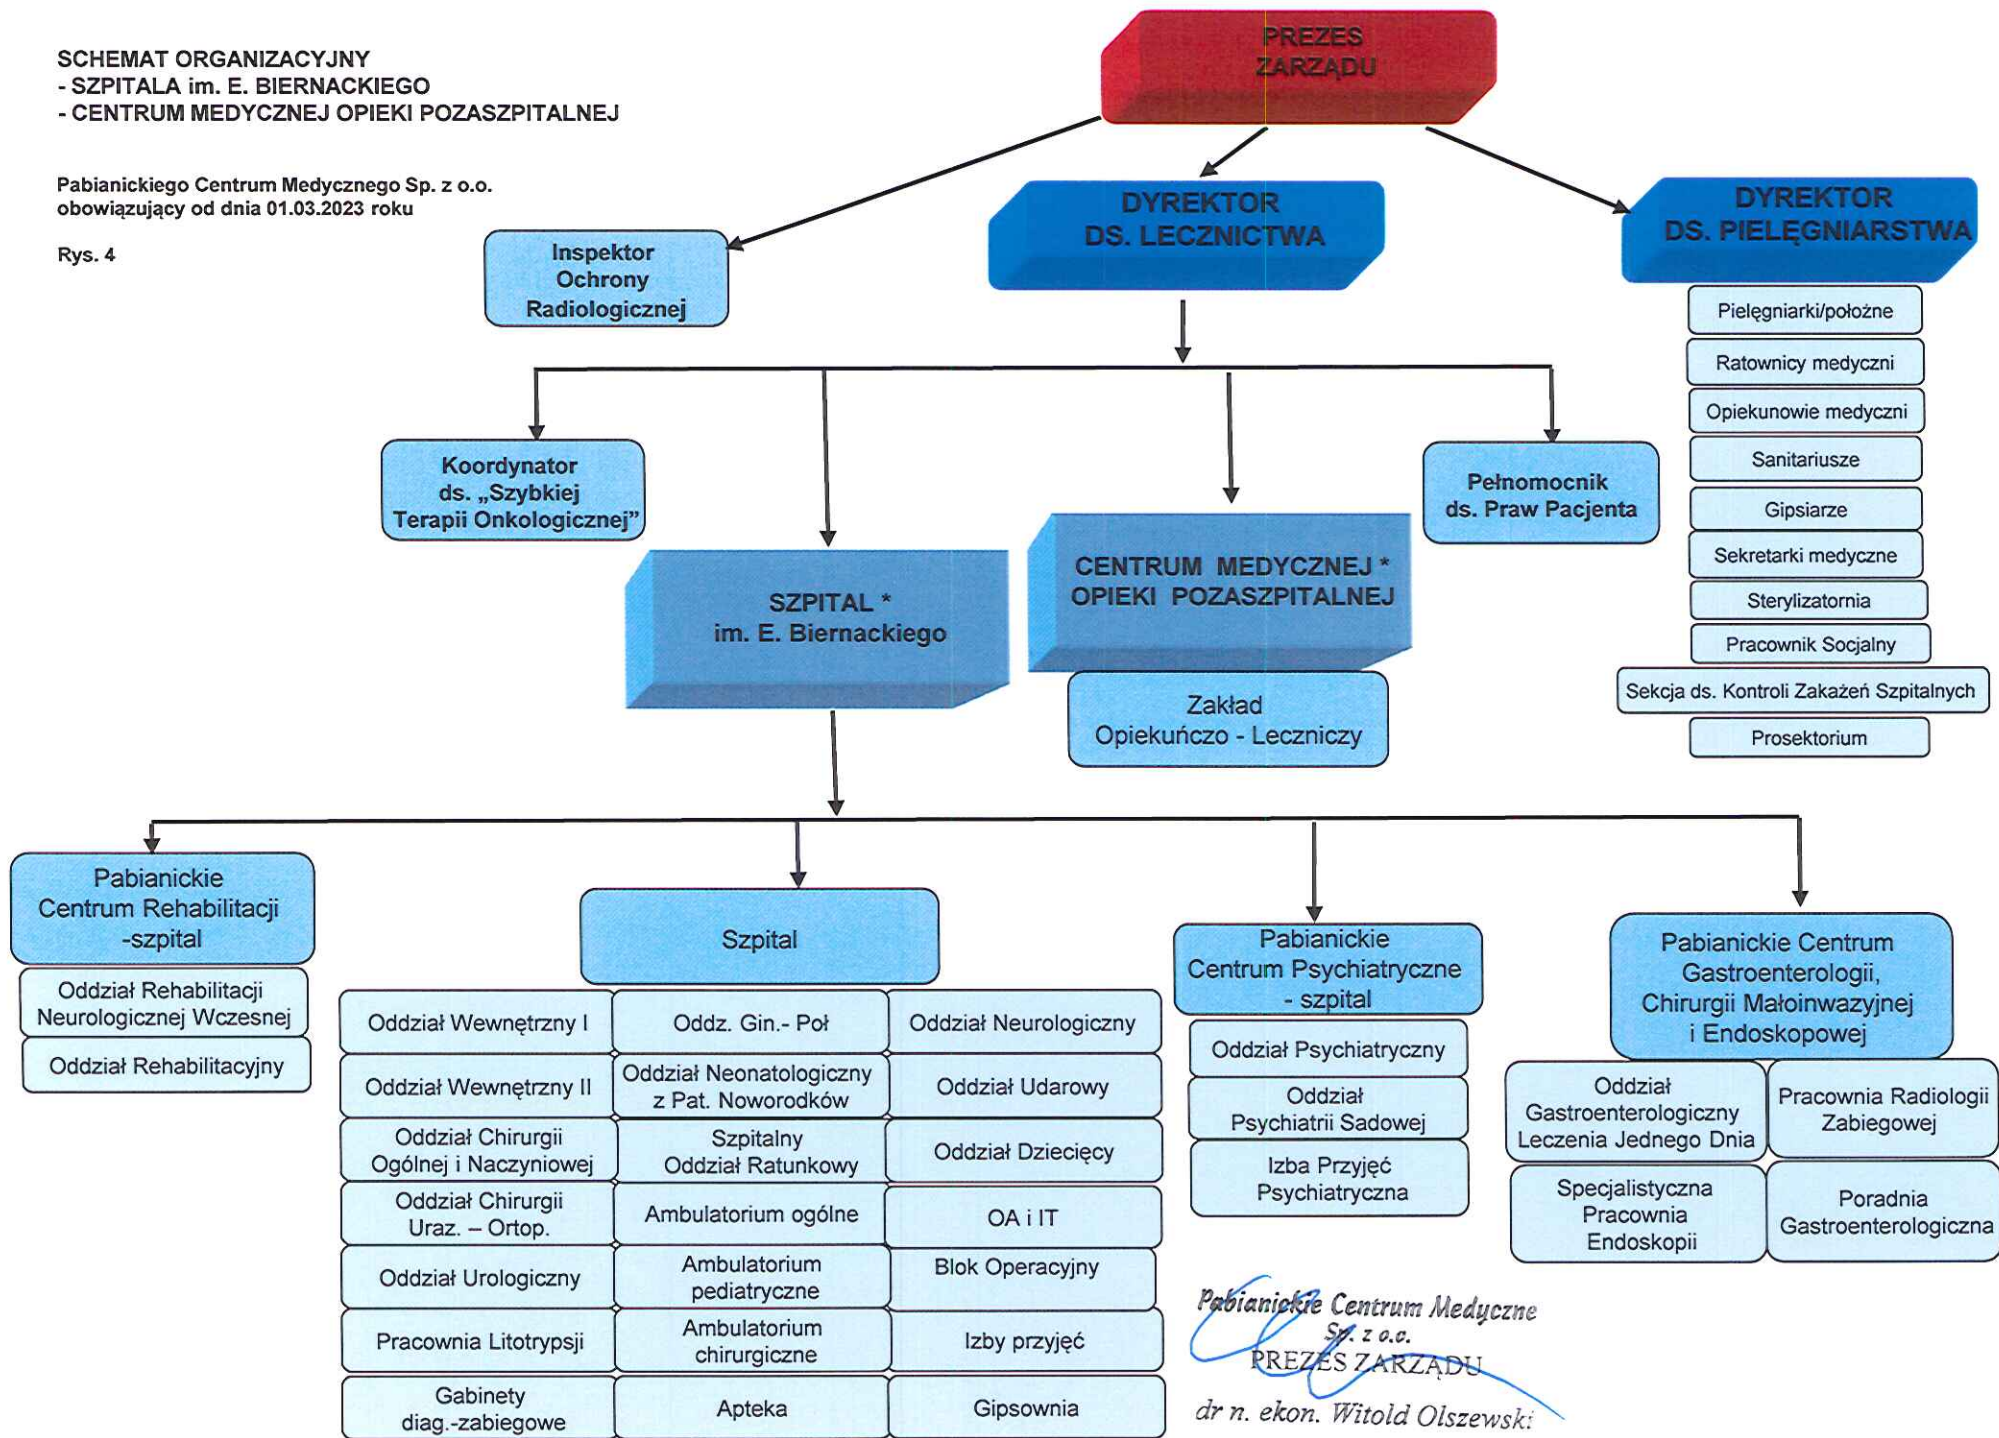 SCHEMAT ORGANIZACYJNY
- SZPITALA im. E. BIERNACKIEGO
- CENTRUM MEDYCZNEJ OPIEKI POZASZPITALNEJ
Pabianickiego Centrum Medycznego Sp. z o.o.
obowiązujący od dnia 01.03.2023 roku
Rys. 4
PREZES
ZARZĄDU
Inspektor
Ochrony
Radiologicznej
DYREKTOR
DS. LECZNICTWA
DYREKTOR
DS. PIELĘGNIARSTWA
Pielęgniarki/położne
Ratownicy medyczni
Opiekunowie medyczni
Sanitariusze
Gipsiarze
Sekretarki medyczne
Sterylizatornia
Pracownik Socjalny
Sekcja ds. Kontroli Zakażeń Szpitalnych
Prosektorium
Koordynator
ds. „Szybkiej
Terapii Onkologicznej”
SZPITAL *
im. E. Biernackiego
CENTRUM MEDYCZNEJ *
OPIEKI POZASZPITALNEJ
Zakład
Opiekuńczo - Leczniczy
Pełnomocnik
ds. Praw Pacjenta
Pabianickie
Centrum Rehabilitacji
-szpital
Oddział Rehabilitacji
Neurologicznej Wczesnej
Oddział Rehabilitacyjny
Szpital
Oddział Wewnętrzny I
Oddz. Gin.- Poł
Oddział Neurologiczny
Oddział Wewnętrzny II
Oddział Neonatologiczny
z Pat. Noworodków
Oddział Udarowy
Oddział Chirurgii
Ogólnej i Naczyniowej
Szpitalny
Oddział Ratunkowy
Oddział Dziecięcy
Oddział Chirurgii
Uraz. – Ortop.
Ambulatorium ogólne
OA i IT
Oddział Urologiczny
Ambulatorium
pediatryczne
Blok Operacyjny
Pracownia Litotrypsji
Ambulatorium
chirurgiczne
Izby przyjęć
Gabinety
diag.-zabiegowe
Apteka
Gipsownia
Pabianickie
Centrum Psychiatryczne
- szpital
Oddział Psychiatryczny
Oddział
Psychiatrii Sadowej
Izba Przyjęć
Psychiatryczna
Pabianickie Centrum
Gastroenterologii,
Chirurgii Małoinwazyjnej
i Endoskopowej
Oddział
Gastroenterologiczny
Leczenia Jednego Dnia
Pracownia Radiologii
Zabiegowej
Specjalistyczna
Pracownia
Endoskopii
Poradnia
Gastroenterologiczna
Pabianickie Centrum Medyczne
Sp. z o.o.
PREZES ZARZĄDU
dr n. ekon. Witold Olszewski